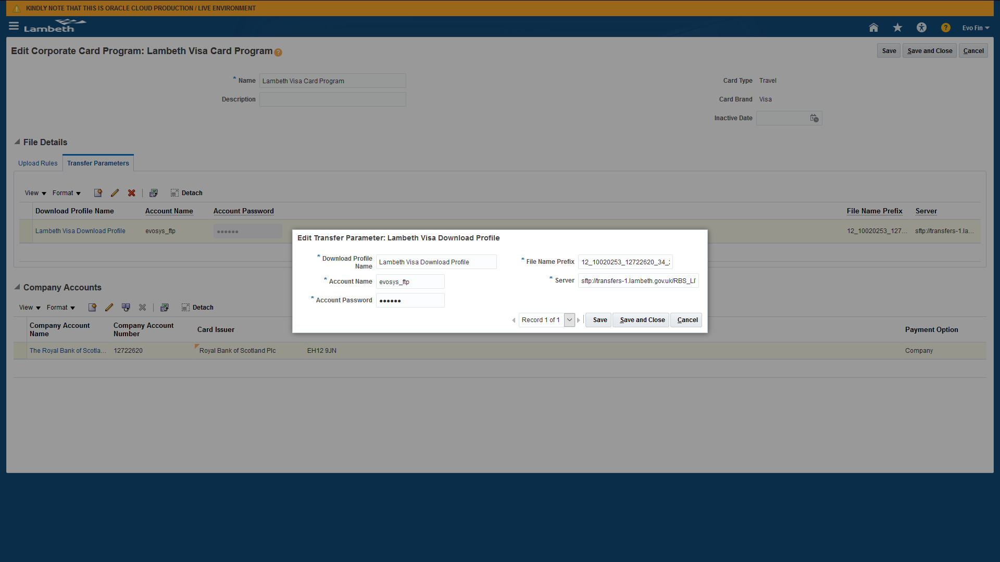 KINDLY NOTE THAT THIS IS ORACLE CLOUD PRODUCTION / LIVE ENVIRONMENT
Lambeth
? Evo Fin
Edit Corporate Card Program: Lambeth Visa Card Program ?
Save Save and Close Cancel
* Name Lambeth Visa Card Program
Card Type Travel
Description
Card Brand Visa
Inactive Date
File Details
Upload Rules Transfer Parameters
View Format Detach
Download Profile Name Account Name Account Password File Name Prefix Server
Lambeth Visa Download Profile evosys_ftp ●●●●●● 12_10020253_127... sftp://transfers-1.la...
Edit Transfer Parameter: Lambeth Visa Download Profile
* Download Profile Name Lambeth Visa Download Profile
* File Name Prefix 12_10020253_12722620_34_
* Account Name evosys_ftp
* Server sftp://transfers-1.lambeth.gov.uk/RBS_LI
* Account Password ●●●●●●
Record 1 of 1 Save Save and Close Cancel
Company Accounts
View Format Detach
Company Account Name Company Account Number Card Issuer Payment Option
The Royal Bank of Scotla... 12722620 Royal Bank of Scotland Plc EH12 9JN Company